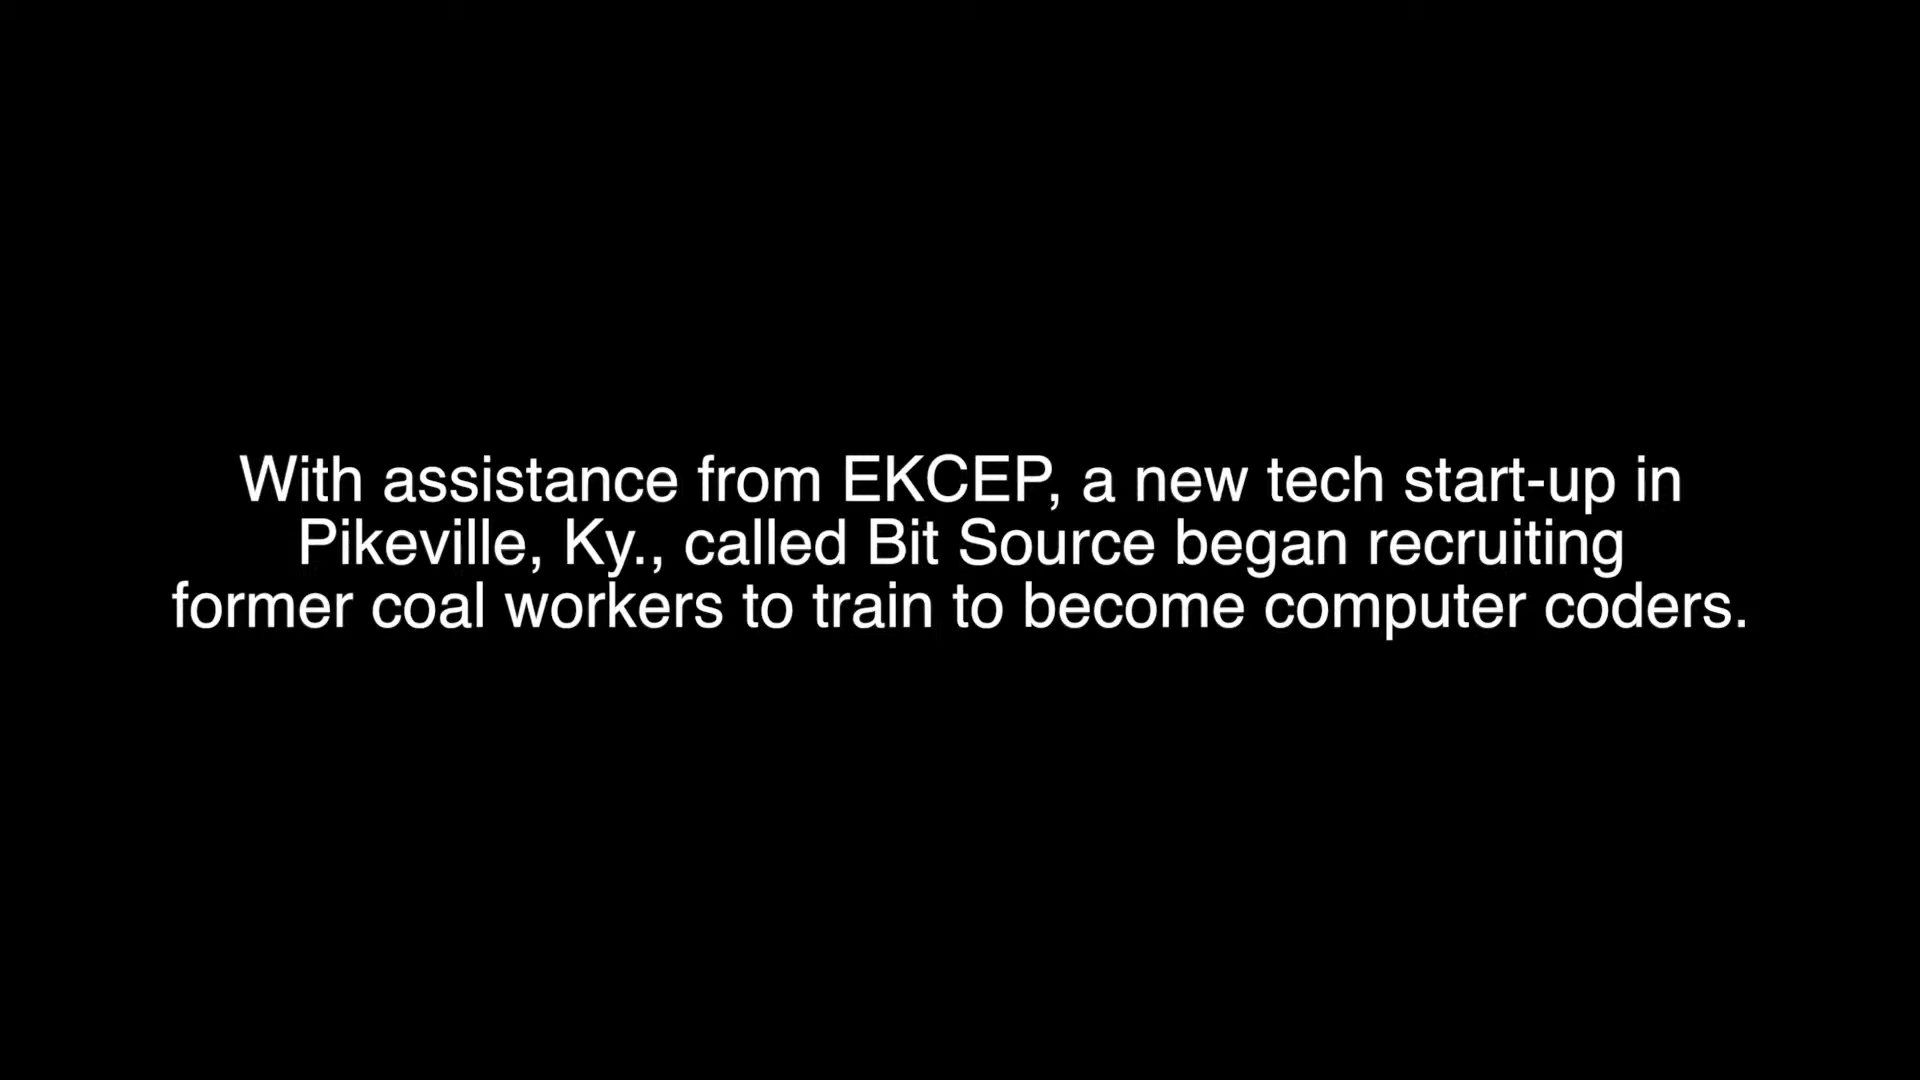 With assistance from EKCEP, a new tech start-up in
Pikeville, Ky., called Bit Source began recruiting
former coal workers to train to become computer coders.